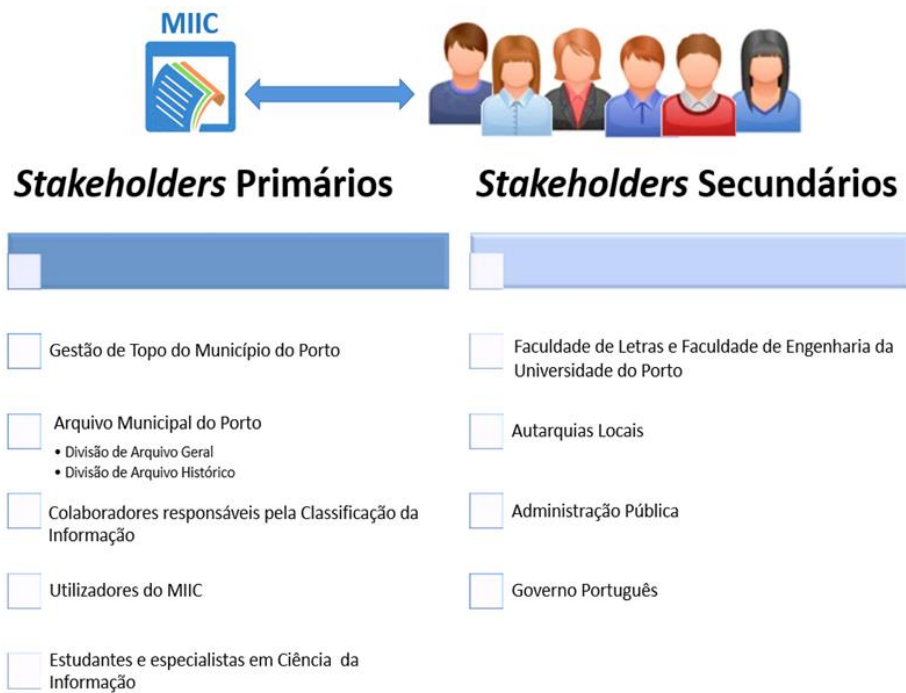 MIIC
Stakeholders Primários
Gestão de Topo do Município do Porto
Arquivo Municipal do Porto
• Divisão de Arquivo Geral
• Divisão de Arquivo Histórico
Colaboradores responsáveis pela Classificação da
Informação
Utilizadores do MIIC
Estudantes e especialistas em Ciência da
Informação
Stakeholders Secundários
Faculdade de Letras e Faculdade de Engenharia da
Universidade do Porto
Autarquias Locais
Administração Pública
Governo Português